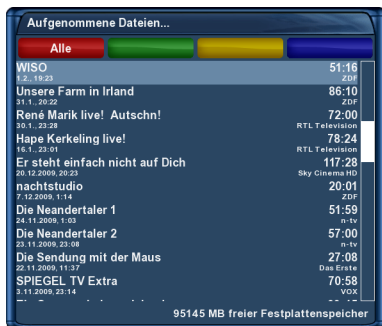 Aufgenommene Dateien...
Alle
WISO 51:16
1.2., 19:23 ZDF
Unsere Farm in Irland 86:10
31.1., 20:22 ZDF
René Marik live! Autschn! 72:00
30.1., 23:28 RTL Television
Hape Kerkeling live! 78:24
16.1., 23:01 RTL Television
Er steht einfach nicht auf Dich 117:28
20.12.2009, 20:23 Sky Cinema HD
nachtstudio 20:01
7.12.2009, 1:14 ZDF
Die Neandertaler 1 51:59
24.11.2009, 1:03 n-tv
Die Neandertaler 2 57:00
23.11.2009, 23:08 n-tv
Die Sendung mit der Maus 27:08
22.11.2009, 11:37 Das Erste
SPIEGEL TV Extra 70:58
3.11.2009, 23:14 VOX
95145 MB freier Festplattenspeicher